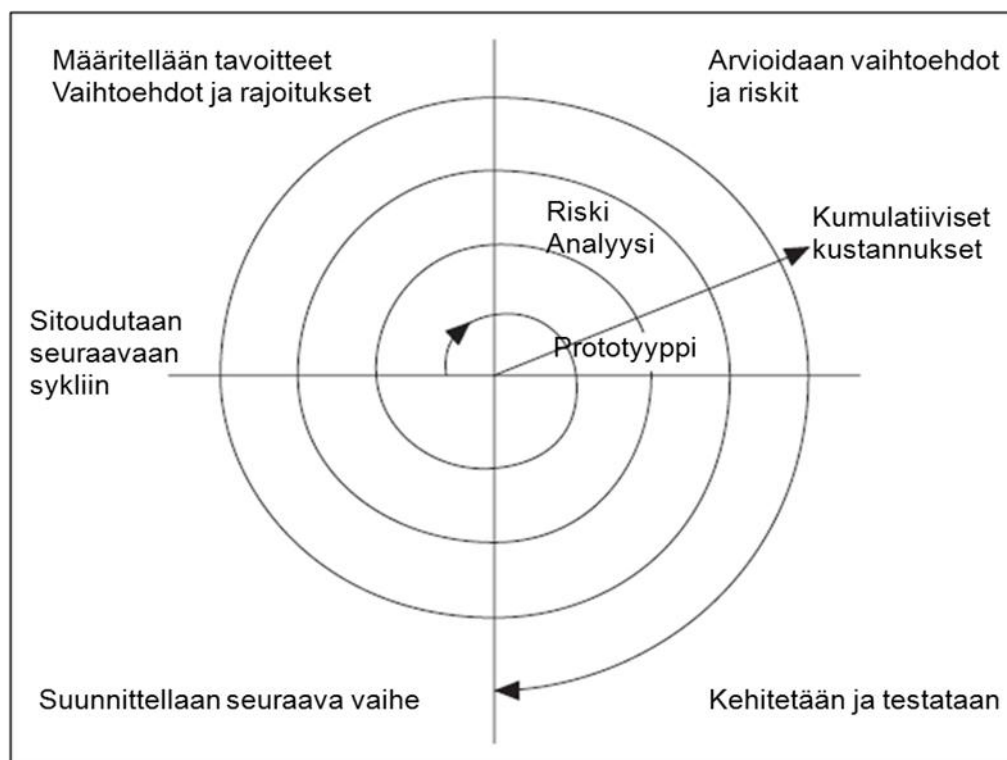 Määritellään tavoitteet
Vaihtoehdot ja rajoitukset
Arvioidaan vaihtoehdot
ja riskit
Riski
Analyysi
Kumulatiiviset
kustannukset
Sitoudutaan
seuraavaan
sykliin
Prototyyppi
Suunnittellaan seuraava vaihe
Kehitetään ja testataan